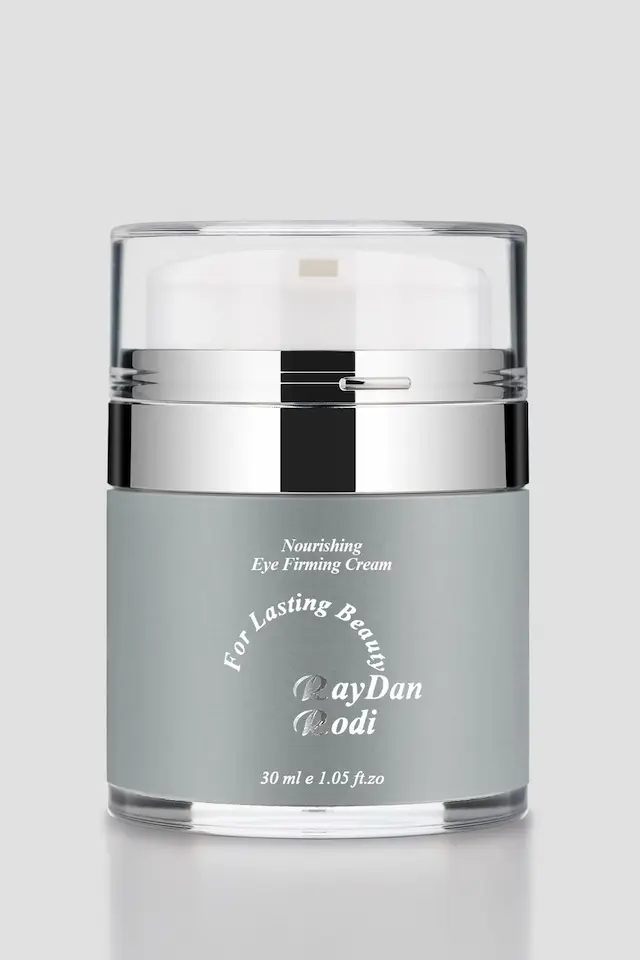 Nourishing
Eye Firming Cream
For Lasting Beauty
RayDan
Rodi
30 ml e 1.05 ft.zo